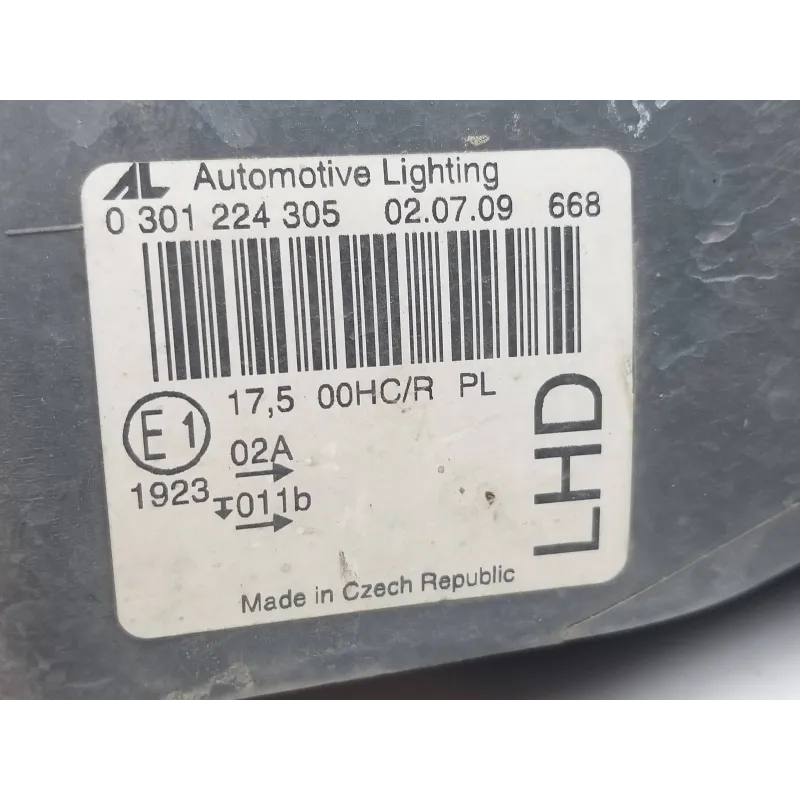 AL Automotive Lighting
0 301 224 305 02.07.09 668
E1 17,5 00HC/R PL
02A
1923 011b
LHD
Made in Czech Republic